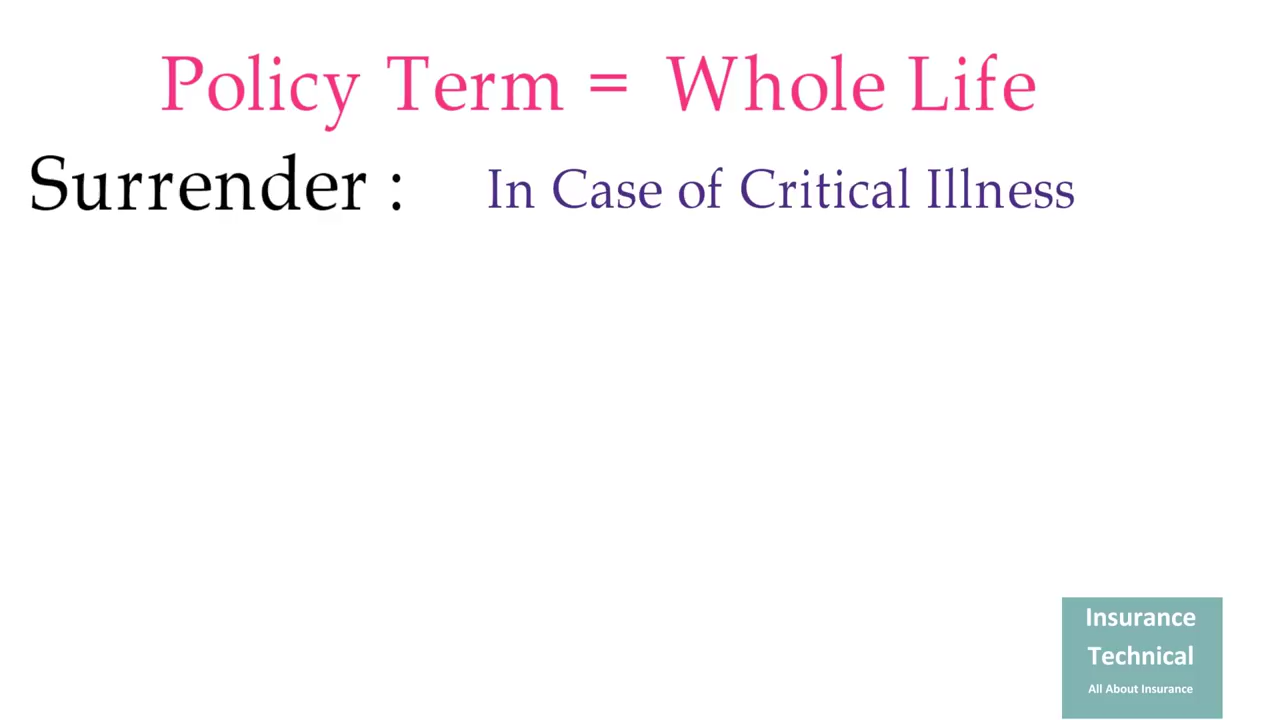 Policy Term = Whole Life
Surrender : In Case of Critical Illness
Insurance
Technical
All About Insurance